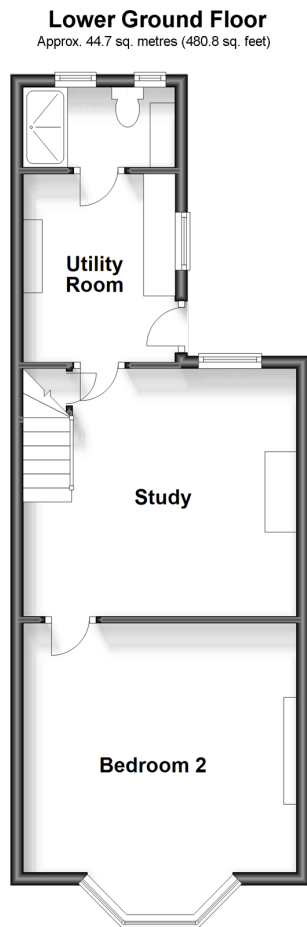 Lower Ground Floor
Approx. 44.7 sq. metres (480.8 sq. feet)
Utility
Room
Study
Bedroom 2